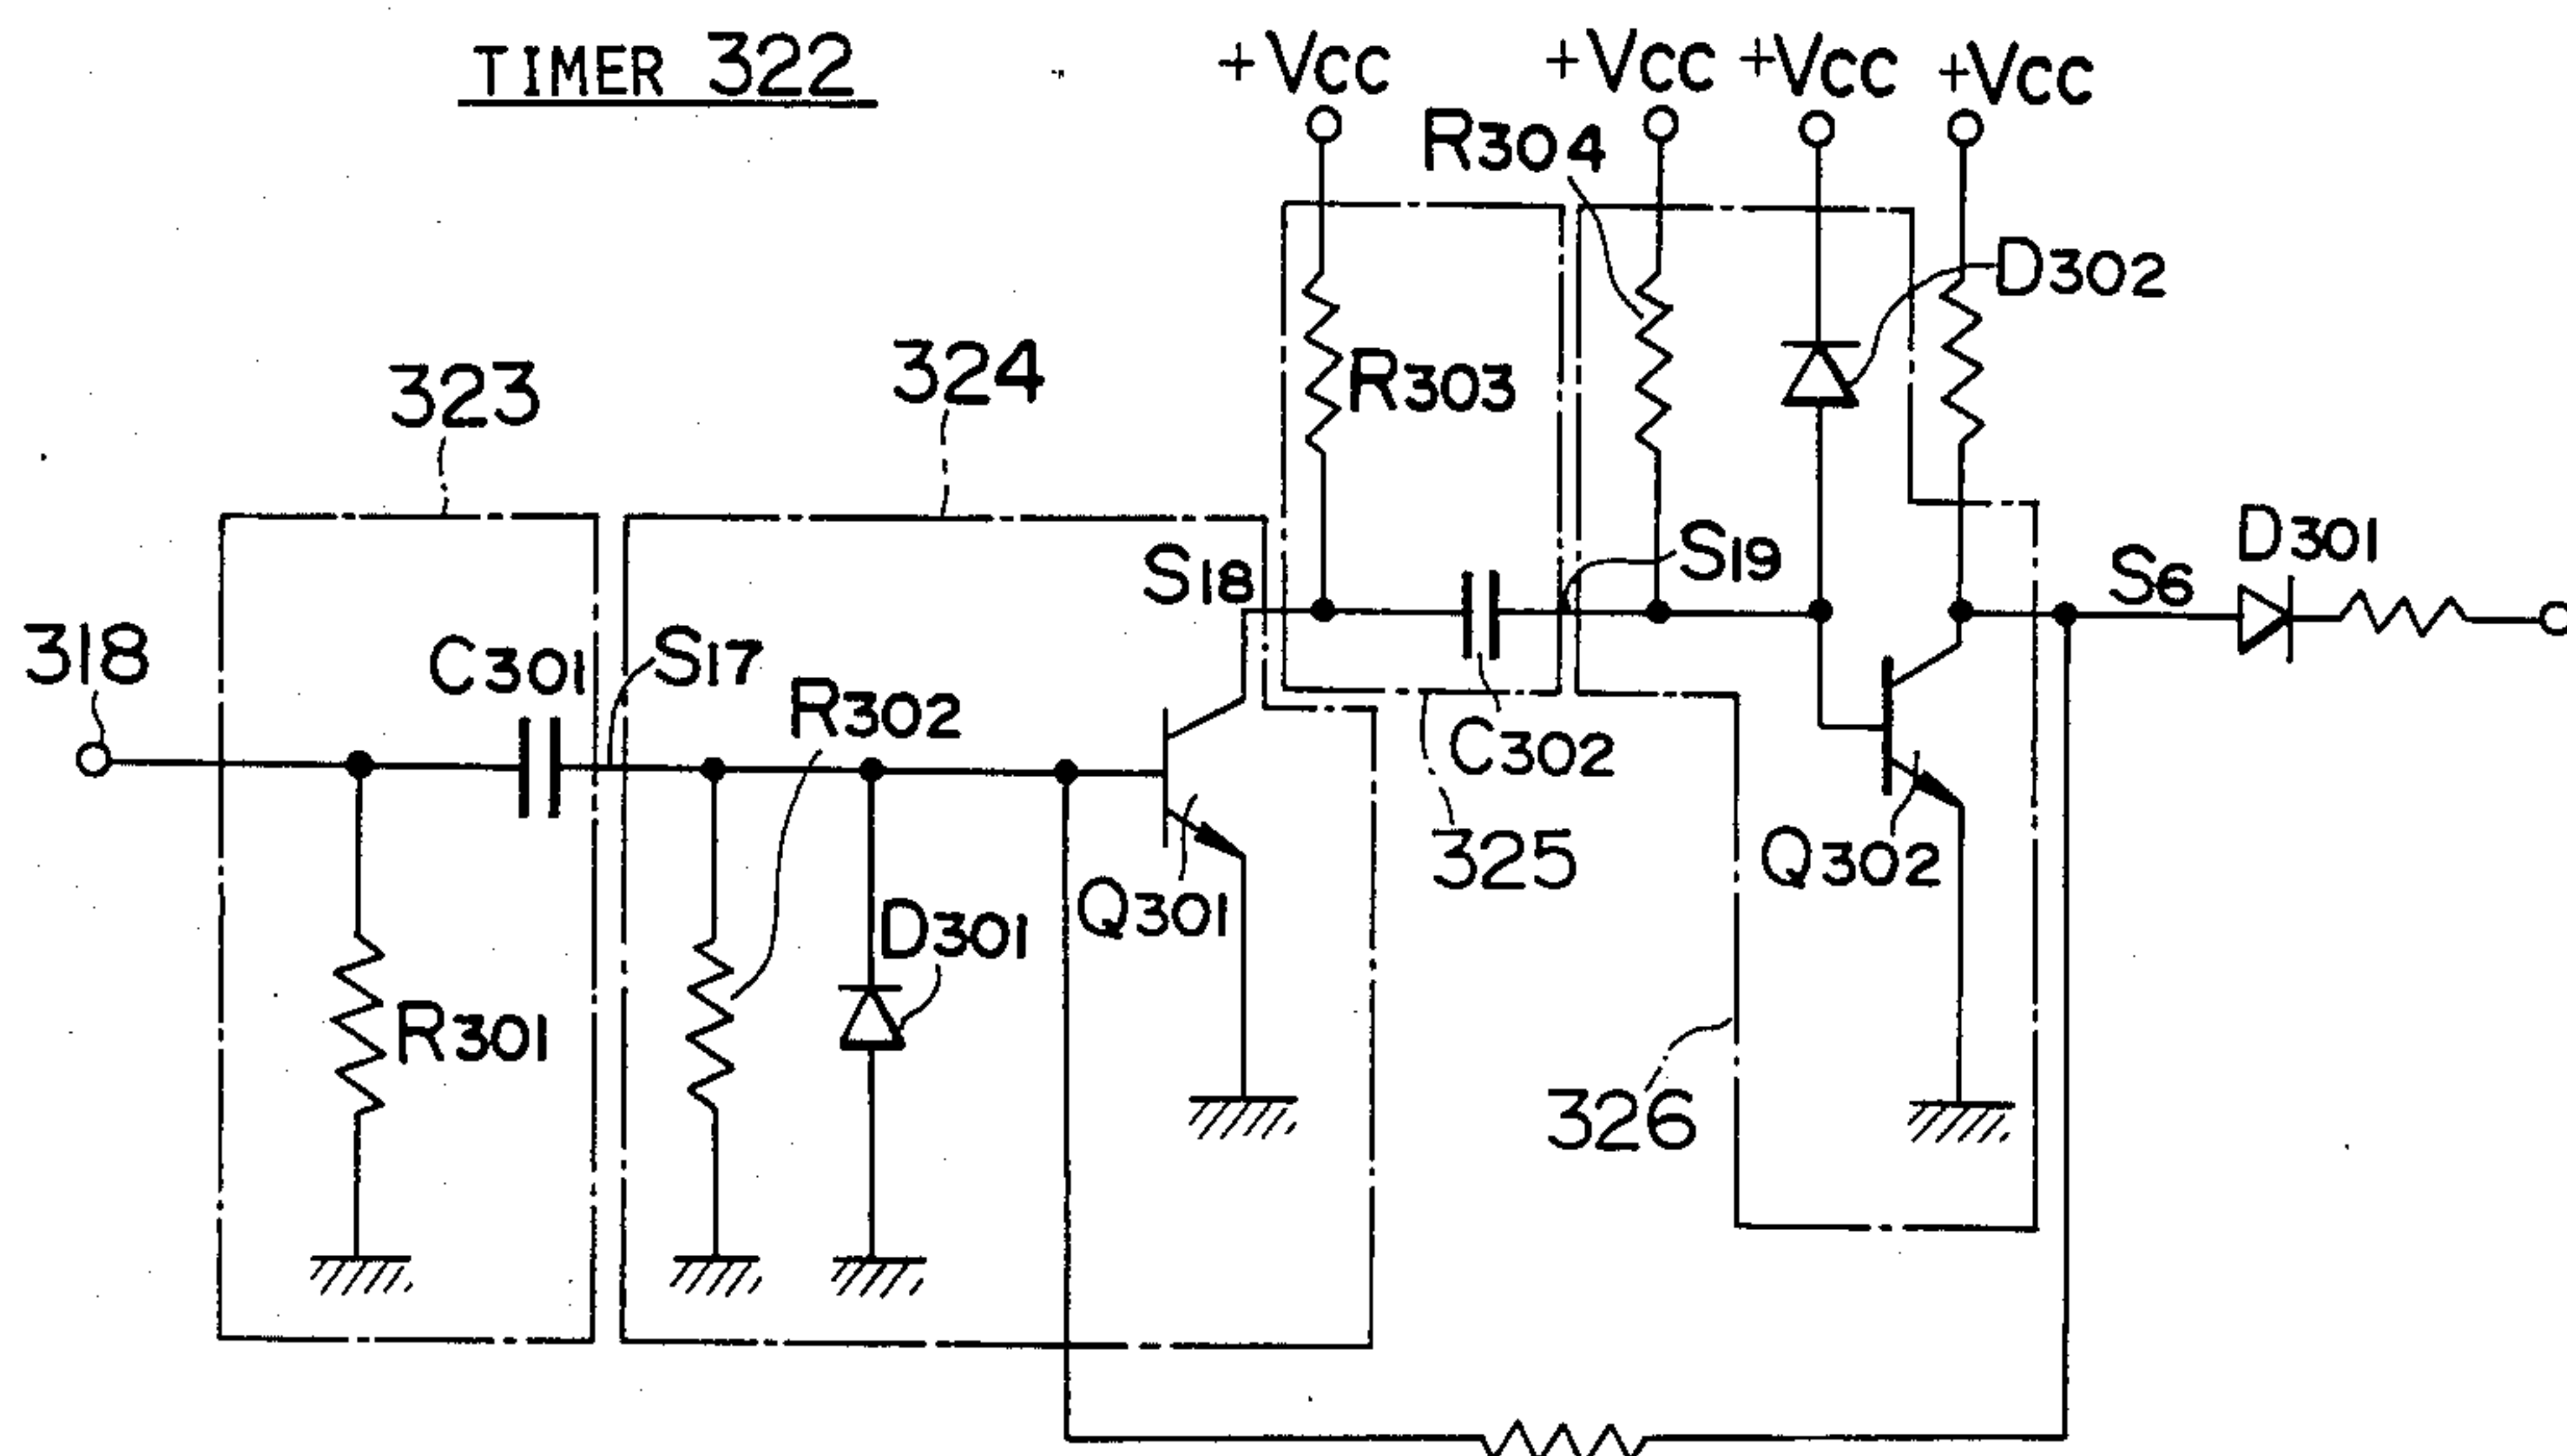 TIMER 322
+Vcc
+Vcc
+Vcc
+Vcc
R304
D302
R303
324
323
S18
S19
D301
S6
318
C301
S17
R302
C302
325
Q302
Q301
D301
R301
326